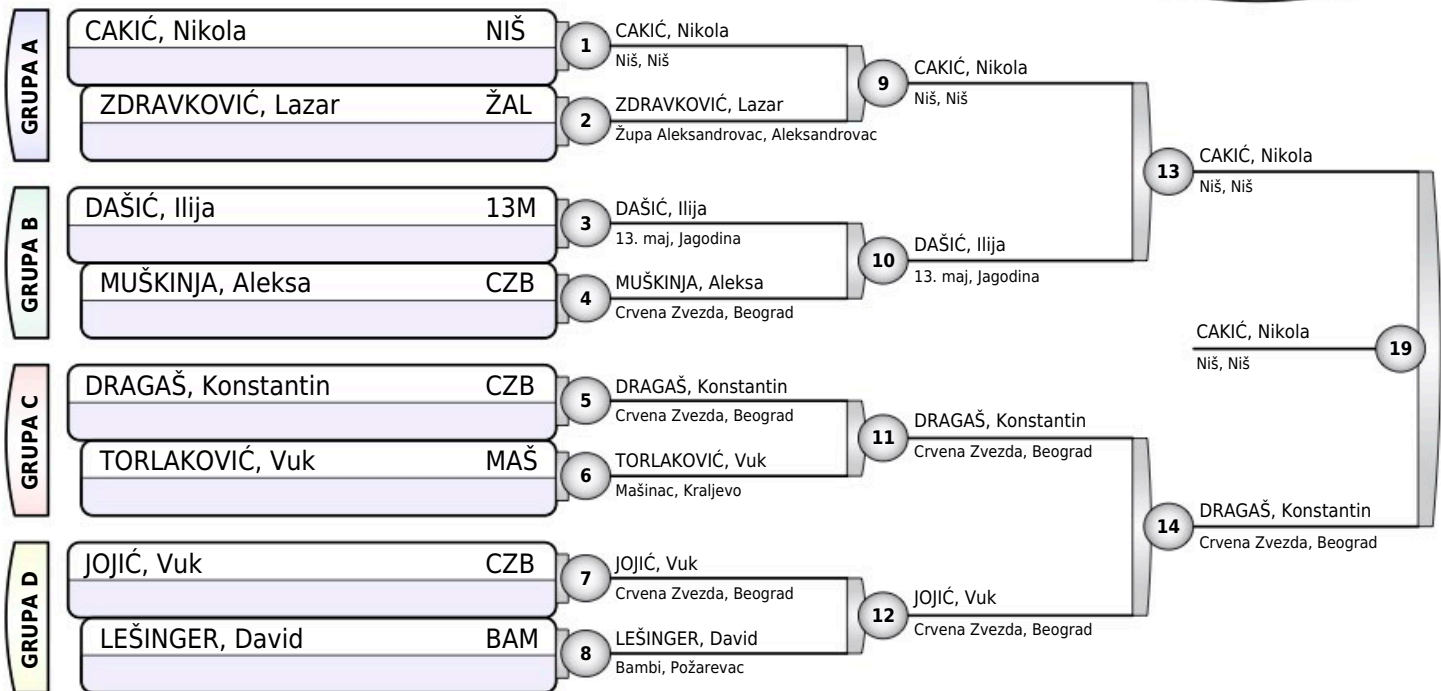 GRUPA A
CAKIĆ, Nikola NIŠ
ZDRAVKOVIĆ, Lazar ŽAL
GRUPA B
DAŠIĆ, Ilija 13M
MUŠKINJA, Aleksa CZB
GRUPA C
DRAGAŠ, Konstantin CZB
TORLAKOVIĆ, Vuk MAŠ
GRUPA D
JOJIĆ, Vuk CZB
LEŠINGER, David BAM
1
CAKIĆ, Nikola
Niš, Niš
2
ZDRAVKOVIĆ, Lazar
Župa Aleksandrovac, Aleksandrovac
3
DAŠIĆ, Ilija
13. maj, Jagodina
4
MUŠKINJA, Aleksa
Crvena Zvezda, Beograd
5
DRAGAŠ, Konstantin
Crvena Zvezda, Beograd
6
TORLAKOVIĆ, Vuk
Mašinac, Kraljevo
7
JOJIĆ, Vuk
Crvena Zvezda, Beograd
8
LEŠINGER, David
Bambi, Požarevac
9
CAKIĆ, Nikola
Niš, Niš
10
DAŠIĆ, Ilija
13. maj, Jagodina
11
DRAGAŠ, Konstantin
Crvena Zvezda, Beograd
12
JOJIĆ, Vuk
Crvena Zvezda, Beograd
13
CAKIĆ, Nikola
Niš, Niš
14
DRAGAŠ, Konstantin
Crvena Zvezda, Beograd
CAKIĆ, Nikola
Niš, Niš
19